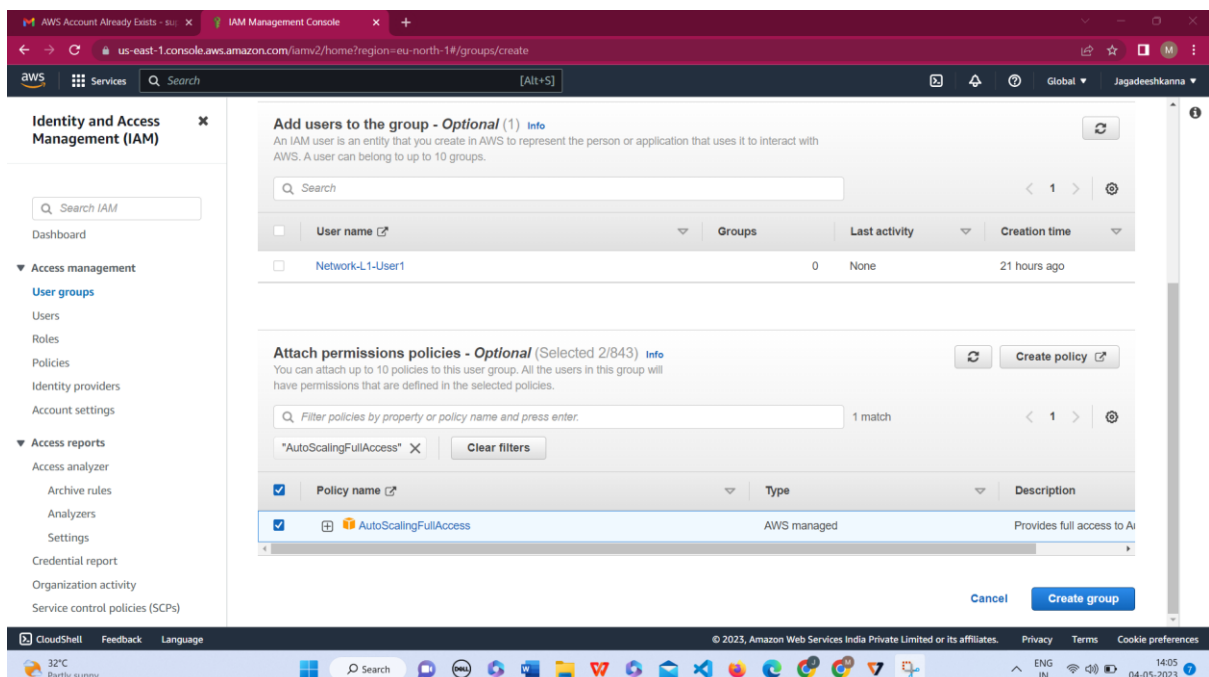 AWS Account Already Exists - sup
IAM Management Console
us-east-1.console.aws.amazon.com/iamv2/home?region=eu-north-1#/groups/create
M
aws
Services
Search
[Alt+S]
Global
Jagadeeshkanna
Identity and Access
Management (IAM)
Search IAM
Dashboard
Access management
User groups
Users
Roles
Policies
Identity providers
Account settings
Access reports
Access analyzer
Archive rules
Analyzers
Settings
Credential report
Organization activity
Service control policies (SCPs)
Add users to the group - Optional (1) Info
An IAM user is an entity that you create in AWS to represent the person or application that uses it to interact with
AWS. A user can belong to up to 10 groups.
Search
1
User name Groups Last activity Creation time
Network-L1-User1 0 None 21 hours ago
Attach permissions policies - Optional (Selected 2/843) Info
You can attach up to 10 policies to this user group. All the users in this group will
have permissions that are defined in the selected policies.
Create policy
Filter policies by property or policy name and press enter.
1 match
1
"AutoScalingFullAccess"
Clear filters
Policy name Type Description
AutoScalingFullAccess AWS managed Provides full access to Au
Cancel
Create group
CloudShell Feedback Language
© 2023, Amazon Web Services India Private Limited or its affiliates. Privacy Terms Cookie preferences
32°C
Partly sunny
Search
ENG
IN
14:05
04-05-2023
7